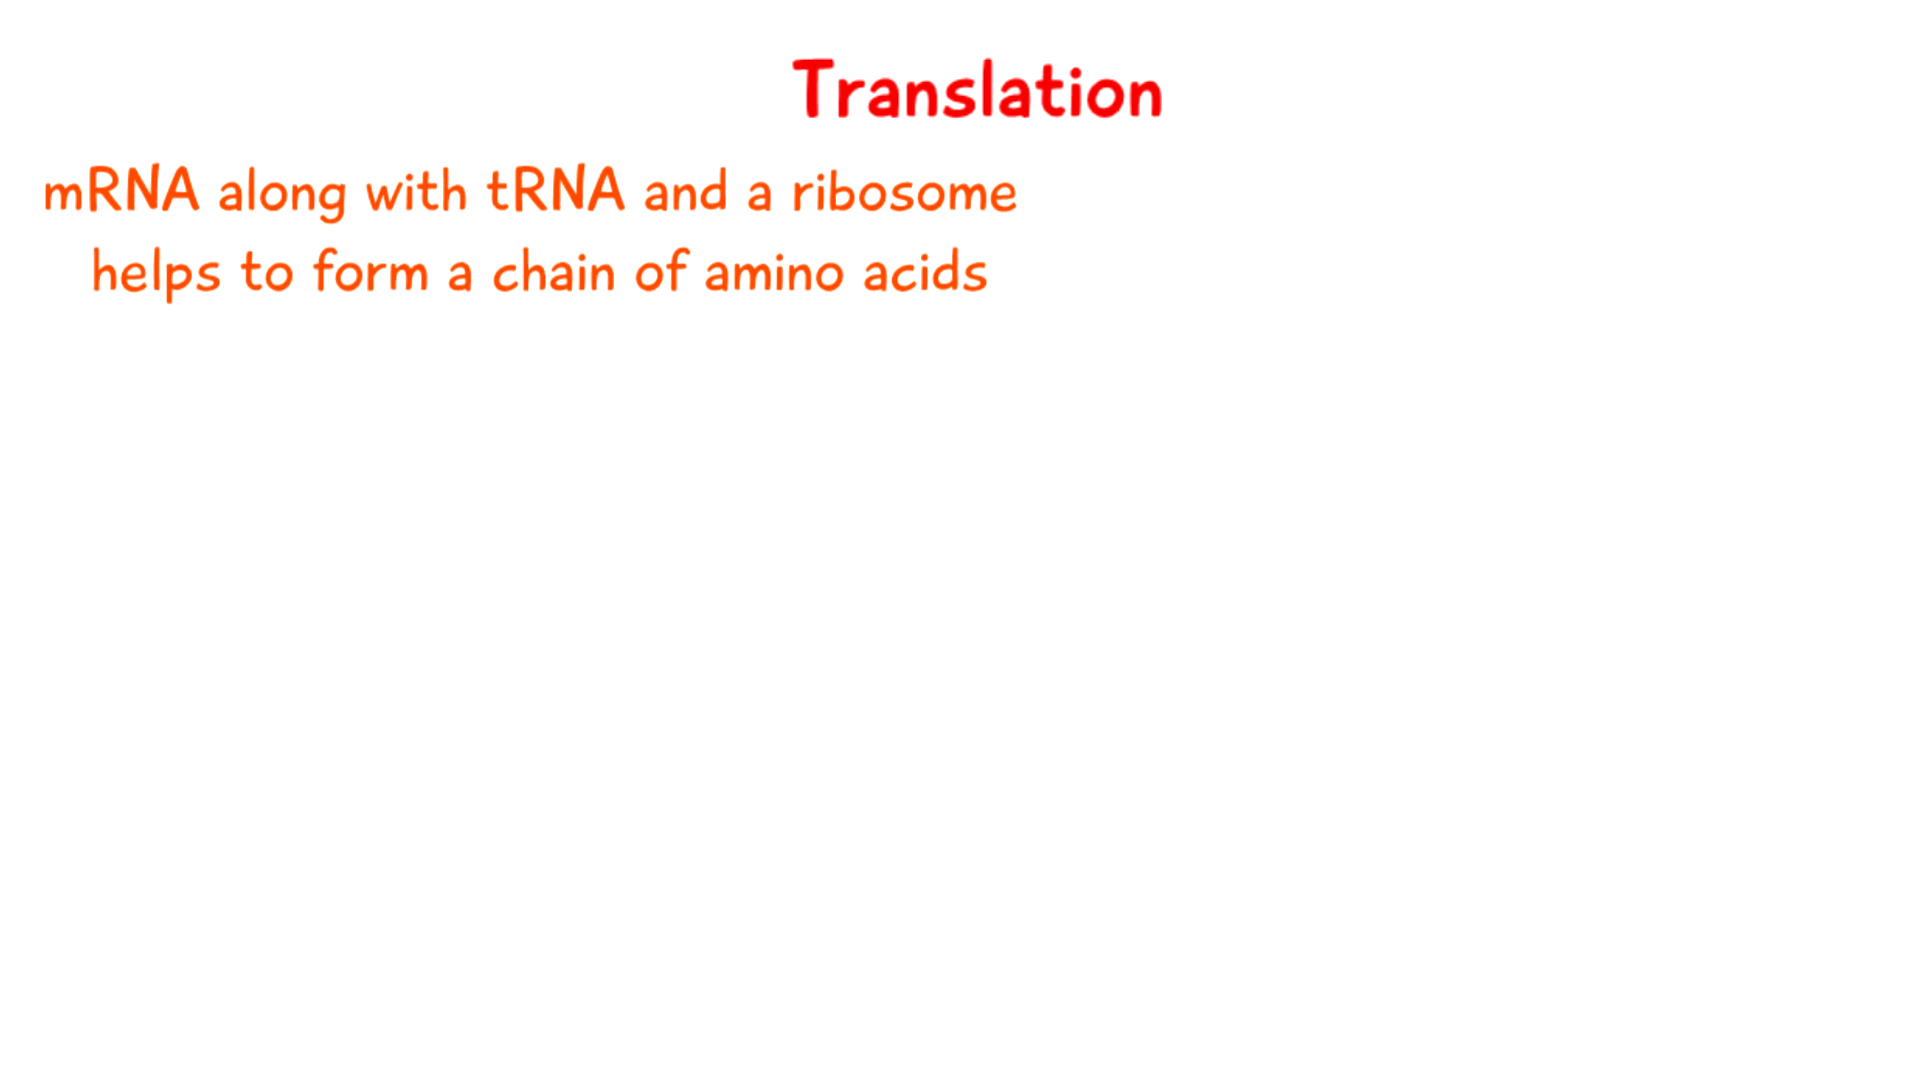 Translation
mRNA along with tRNA and a ribosome
helps to form a chain of amino acids